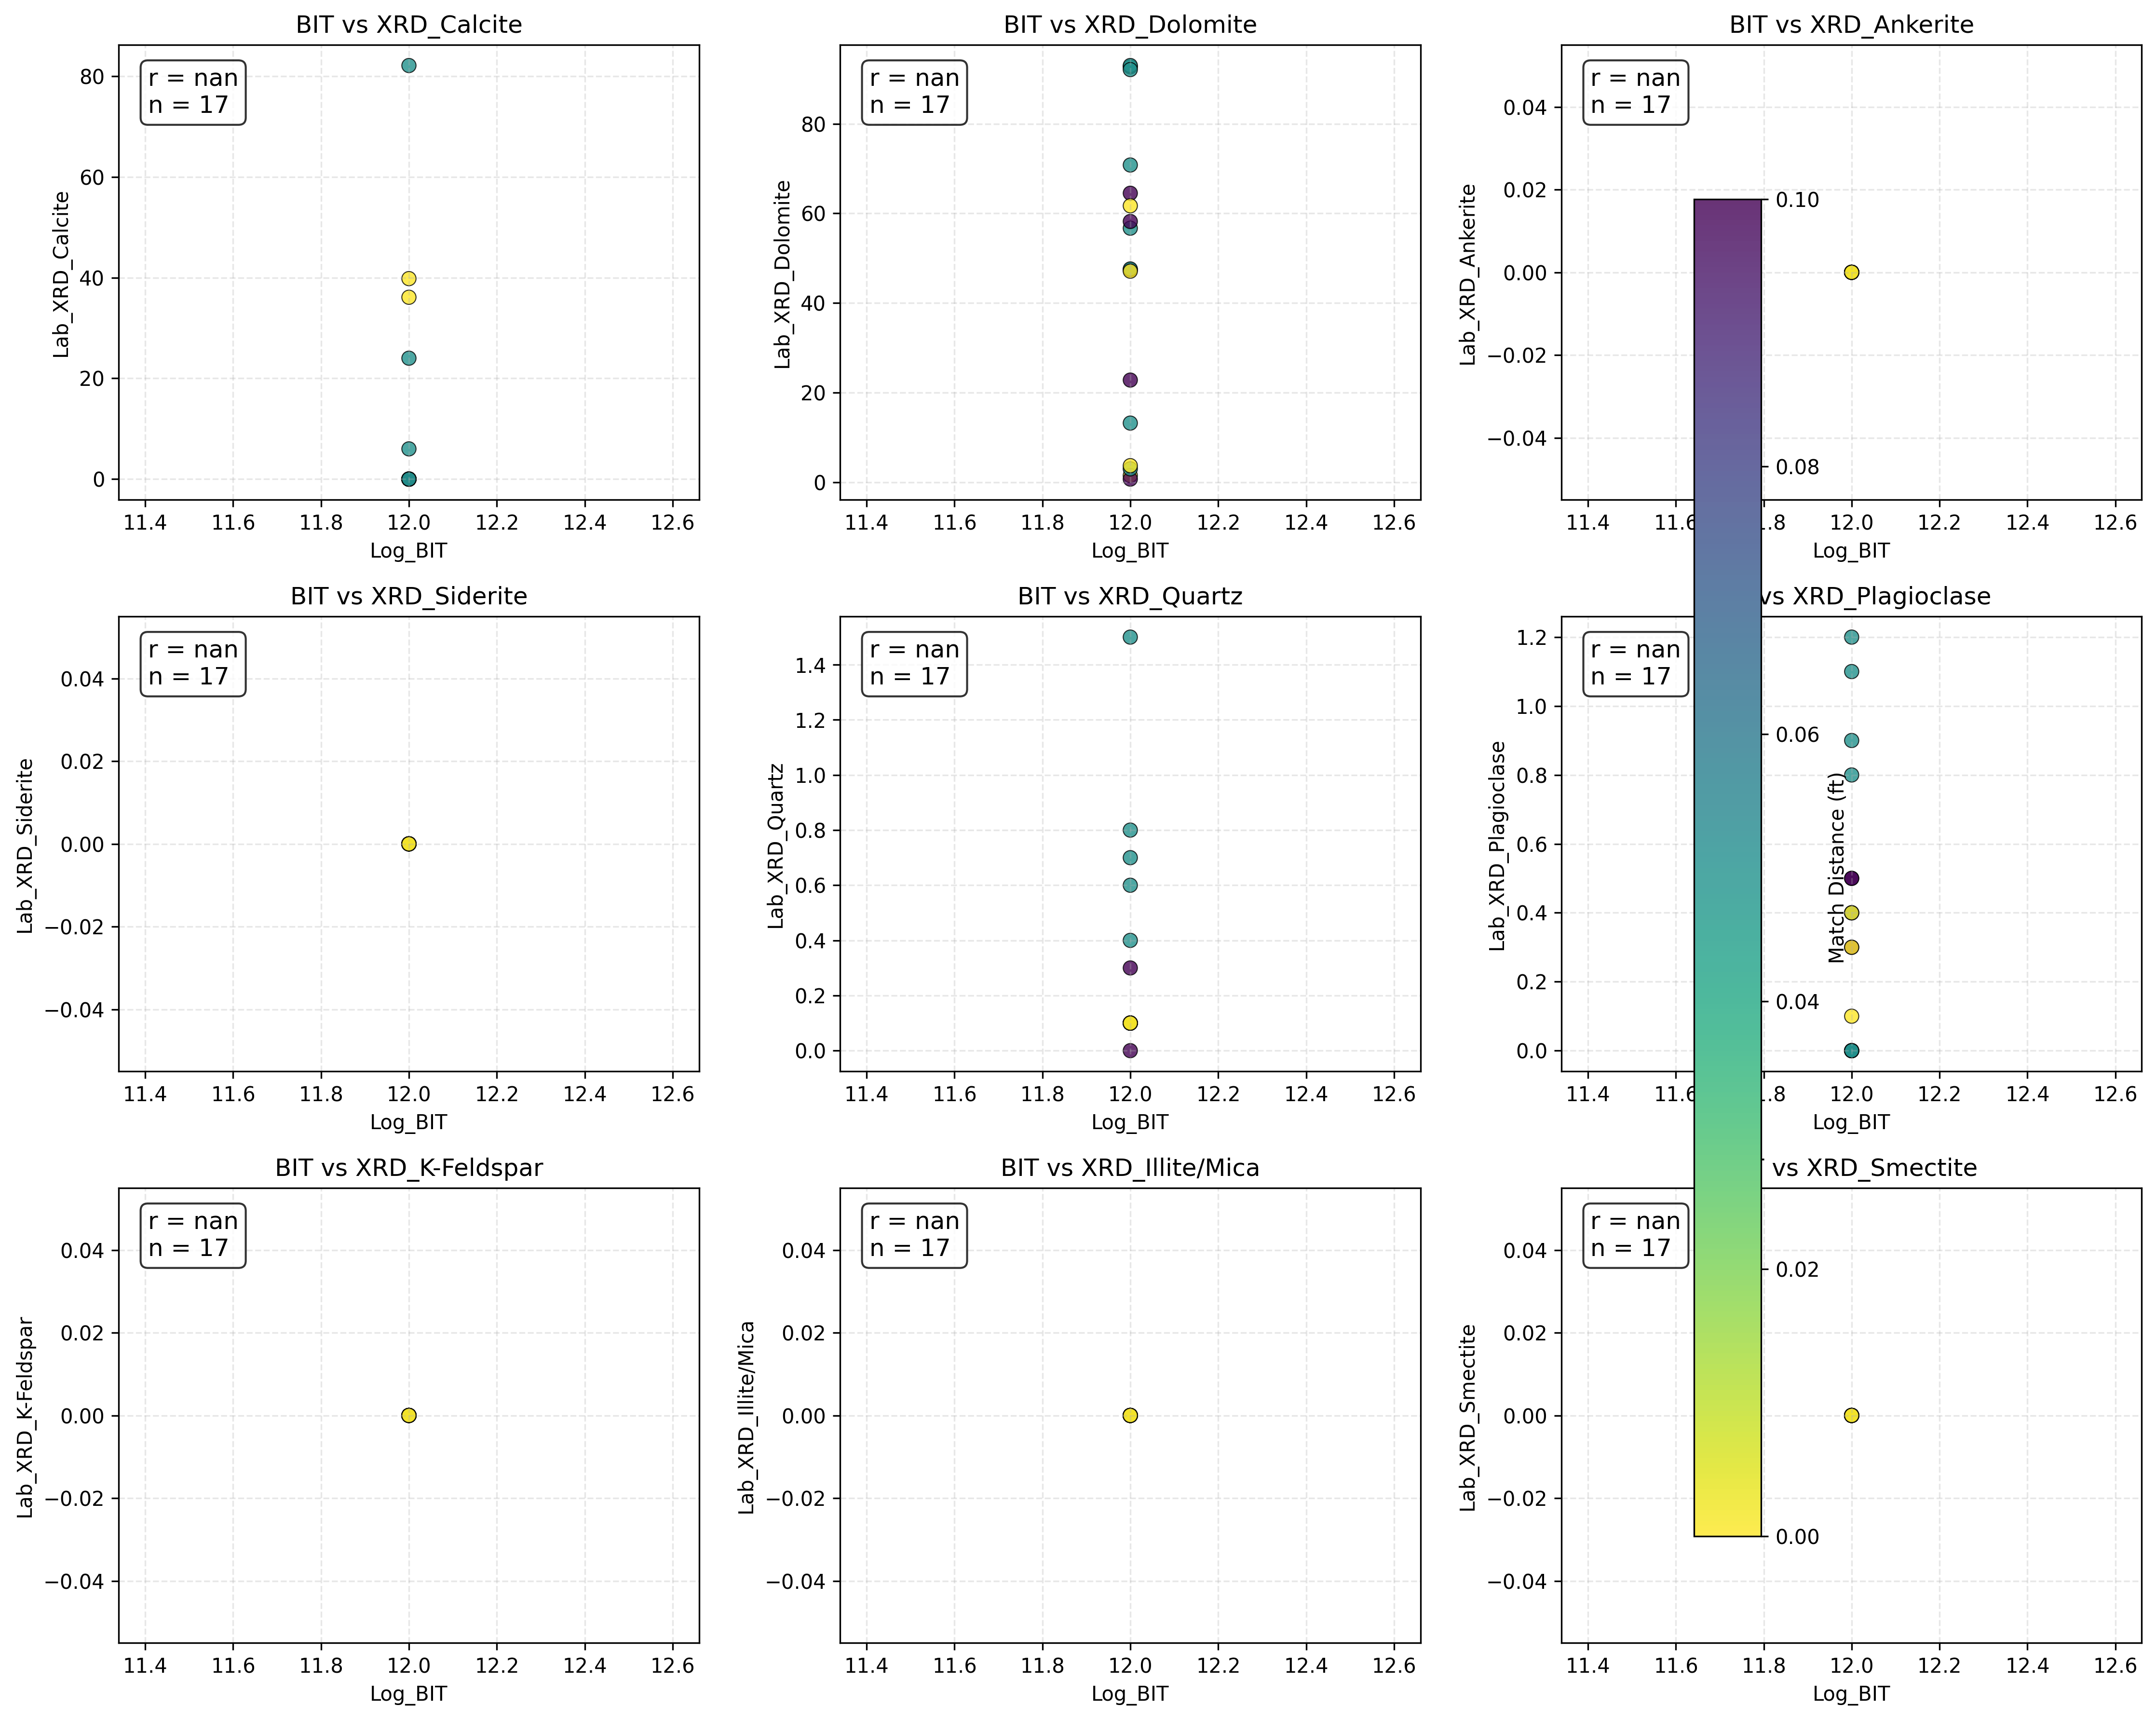 BIT vs XRD_Calcite
r = nan
n = 17
Lab_XRD_Calcite
80
60
40
20
0
11.4 11.6 11.8 12.0 12.2 12.4 12.6
Log_BIT
BIT vs XRD_Dolomite
r = nan
n = 17
Lab_XRD_Dolomite
80
60
40
20
0
11.4 11.6 11.8 12.0 12.2 12.4 12.6
Log_BIT
BIT vs XRD_Ankerite
r = nan
n = 17
Lab_XRD_Ankerite
0.04
0.02
0.00
−0.02
−0.04
11.4 11.6 1.8 12.0 12.2 12.4 12.6
Log_BIT
BIT vs XRD_Siderite
r = nan
n = 17
Lab_XRD_Siderite
0.04
0.02
0.00
−0.02
−0.04
11.4 11.6 11.8 12.0 12.2 12.4 12.6
Log_BIT
BIT vs XRD_Quartz
r = nan
n = 17
Lab_XRD_Quartz
1.4
1.2
1.0
0.8
0.6
0.4
0.2
0.0
11.4 11.6 11.8 12.0 12.2 12.4 12.6
Log_BIT
vs XRD_Plagioclase
r = nan
n = 17
Lab_XRD_Plagioclase
1.2
1.0
0.8
0.6
0.4
0.2
0.0
11.4 11.6 1.8 12.0 12.2 12.4 12.6
Log_BIT
BIT vs XRD_K-Feldspar
r = nan
n = 17
Lab_XRD_K-Feldspar
0.04
0.02
0.00
−0.02
−0.04
11.4 11.6 11.8 12.0 12.2 12.4 12.6
Log_BIT
BIT vs XRD_Illite/Mica
r = nan
n = 17
Lab_XRD_Illite/Mica
0.04
0.02
0.00
−0.02
−0.04
11.4 11.6 11.8 12.0 12.2 12.4 12.6
Log_BIT
vs XRD_Smectite
r = nan
n = 17
Lab_XRD_Smectite
0.04
0.02
0.00
−0.02
−0.04
11.4 11.6 11.8 12.0 12.2 12.4 12.6
Log_BIT
0.10
0.08
0.06
0.04
0.02
0.00
Match Distance (ft)